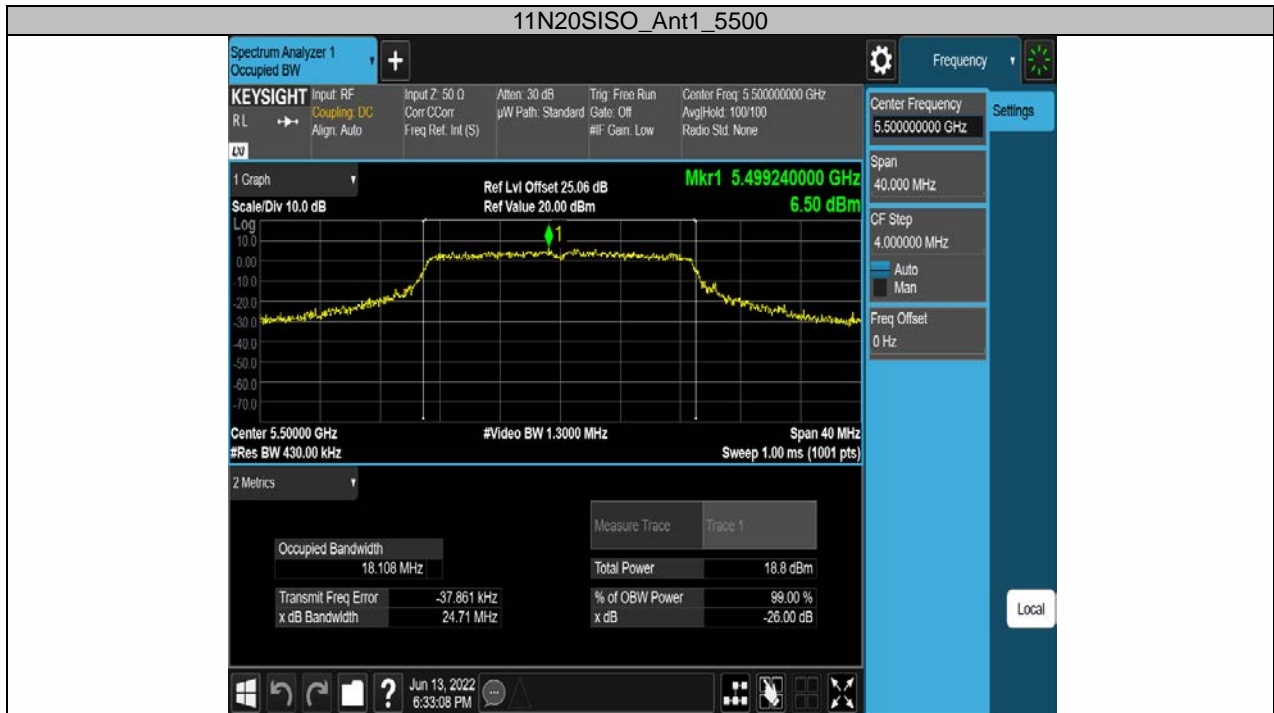 11N20SISO_Ant1_5500
Spectrum Analyzer 1
Occupied BW
+
Frequency
KEYSIGHT
RL
LXI
Input: RF
Coupling: DC
Align: Auto
Input Z: 50 Ω
Corr CCorr
Freq Ref: Int (S)
Atten: 30 dB
µW Path: Standard
Trig: Free Run
Gate: Off
#IF Gain: Low
Center Freq: 5.500000000 GHz
Avg|Hold: 100/100
Radio Std: None
Center Frequency
5.500000000 GHz
Settings
Span
40.000 MHz
CF Step
4.000000 MHz
Auto
Man
Freq Offset
0 Hz
Local
1 Graph
Scale/Div 10.0 dB
Ref Lvl Offset 25.06 dB
Ref Value 20.00 dBm
Mkr1 5.499240000 GHz
6.50 dBm
Log
10.0
0.00
-10.0
-20.0
-30.0
-40.0
-50.0
-60.0
-70.0
1
Center 5.50000 GHz
#Video BW 1.3000 MHz
Span 40 MHz
#Res BW 430.00 kHz
Sweep 1.00 ms (1001 pts)
2 Metrics
Measure Trace Trace 1
Occupied Bandwidth
18.108 MHz
Total Power 18.8 dBm
Transmit Freq Error -37.861 kHz
% of OBW Power 99.00 %
x dB Bandwidth 24.71 MHz
x dB -26.00 dB
?
Jun 13, 2022
6:33:08 PM